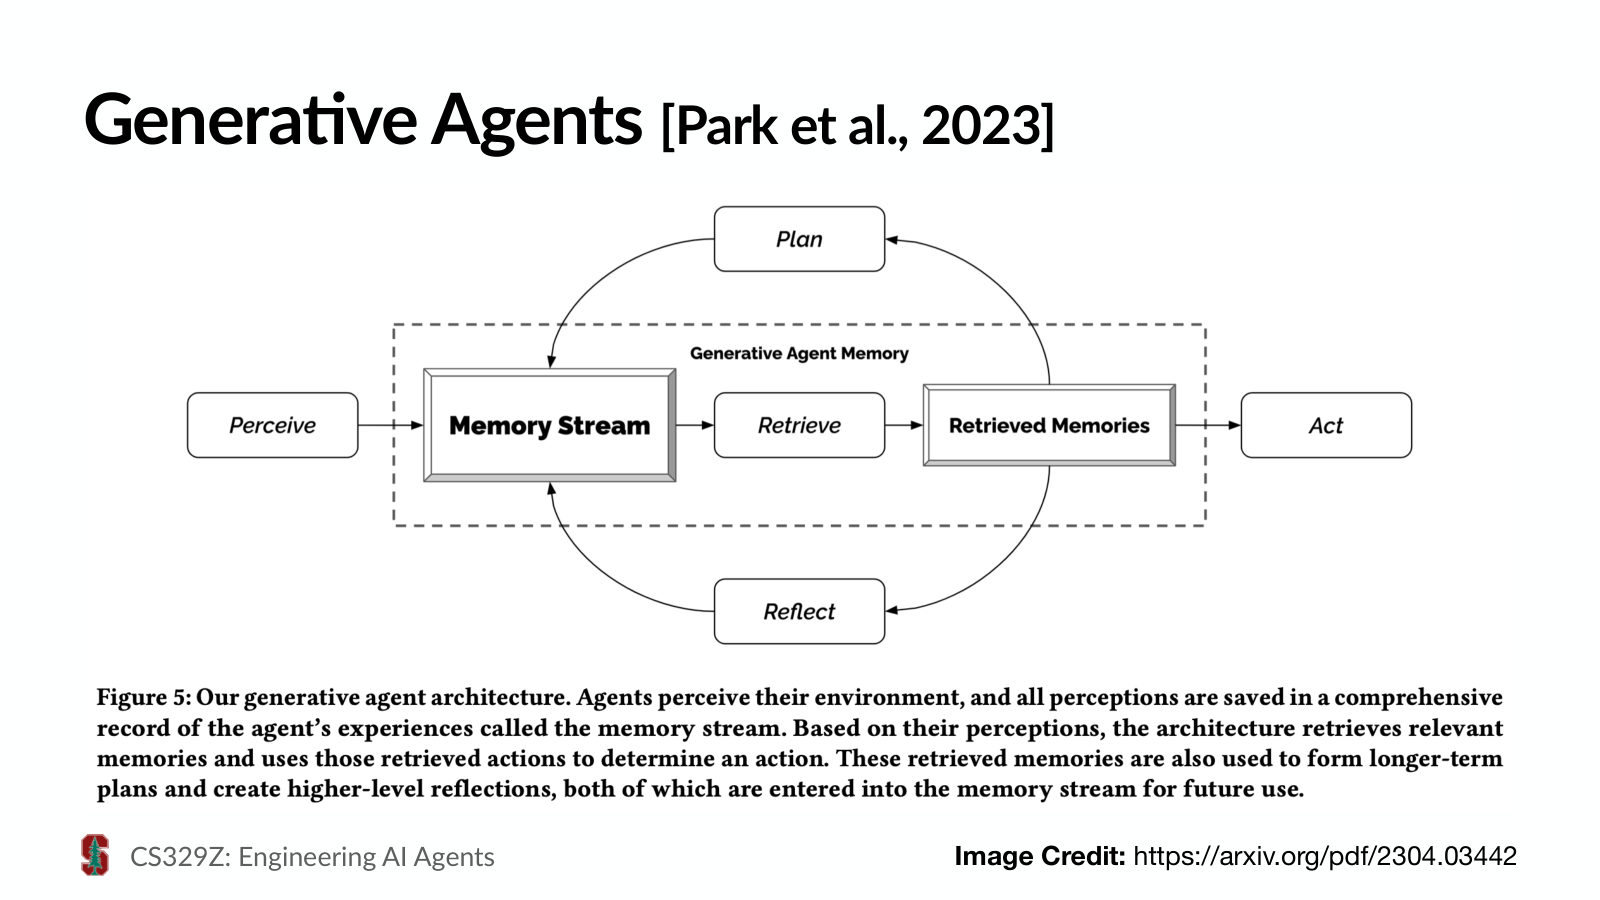 Generative Agents [Park et al., 2023]
Plan
Generative Agent Memory
Perceive
Memory Stream
Retrieve
Retrieved Memories
Act
Reflect
Figure 5: Our generative agent architecture. Agents perceive their environment, and all perceptions are saved in a comprehensive
record of the agent’s experiences called the memory stream. Based on their perceptions, the architecture retrieves relevant
memories and uses those retrieved actions to determine an action. These retrieved memories are also used to form longer-term
plans and create higher-level reflections, both of which are entered into the memory stream for future use.
CS329Z: Engineering AI Agents
Image Credit: https://arxiv.org/pdf/2304.03442